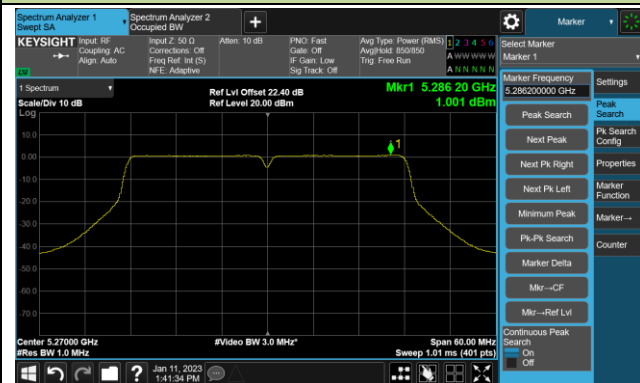 Spectrum Analyzer 1
Swept SA
Spectrum Analyzer 2
Occupied BW
+
Marker
KEYSIGHT
Input: RF
Coupling: AC
Align: Auto
Input Z: 50 Ω
Corrections: Off
Freq Ref: Int (S)
NFE: Adaptive
Atten: 10 dB
PNO: Fast
Gate: Off
IF Gain: Low
Sig Track: Off
Avg Type: Power (RMS)
Avg|Hold: 850/850
Trig: Free Run
1 2 3 4 5 6
A W W W W W
A N N N N N
LW
Select Marker
Marker 1
1 Spectrum
Scale/Div 10 dB
Log
Ref Lvl Offset 22.40 dB
Ref Level 20.00 dBm
Mkr1 5.286 20 GHz
1.001 dBm
10.0
0.00
-10.0
-20.0
-30.0
-40.0
-50.0
-60.0
-70.0
1
Center 5.27000 GHz
#Res BW 1.0 MHz
#Video BW 3.0 MHz*
Span 60.00 MHz
Sweep 1.01 ms (401 pts)
Marker Frequency
5.286200000 GHz
Peak Search
Next Peak
Next Pk Right
Next Pk Left
Minimum Peak
Pk-Pk Search
Marker Delta
Mkr→CF
Mkr→Ref Lvl
Continuous Peak
Search
On
Off
Settings
Peak
Search
Pk Search
Config
Properties
Marker
Function
Marker→
Counter
?
Jan 11, 2023
1:41:34 PM